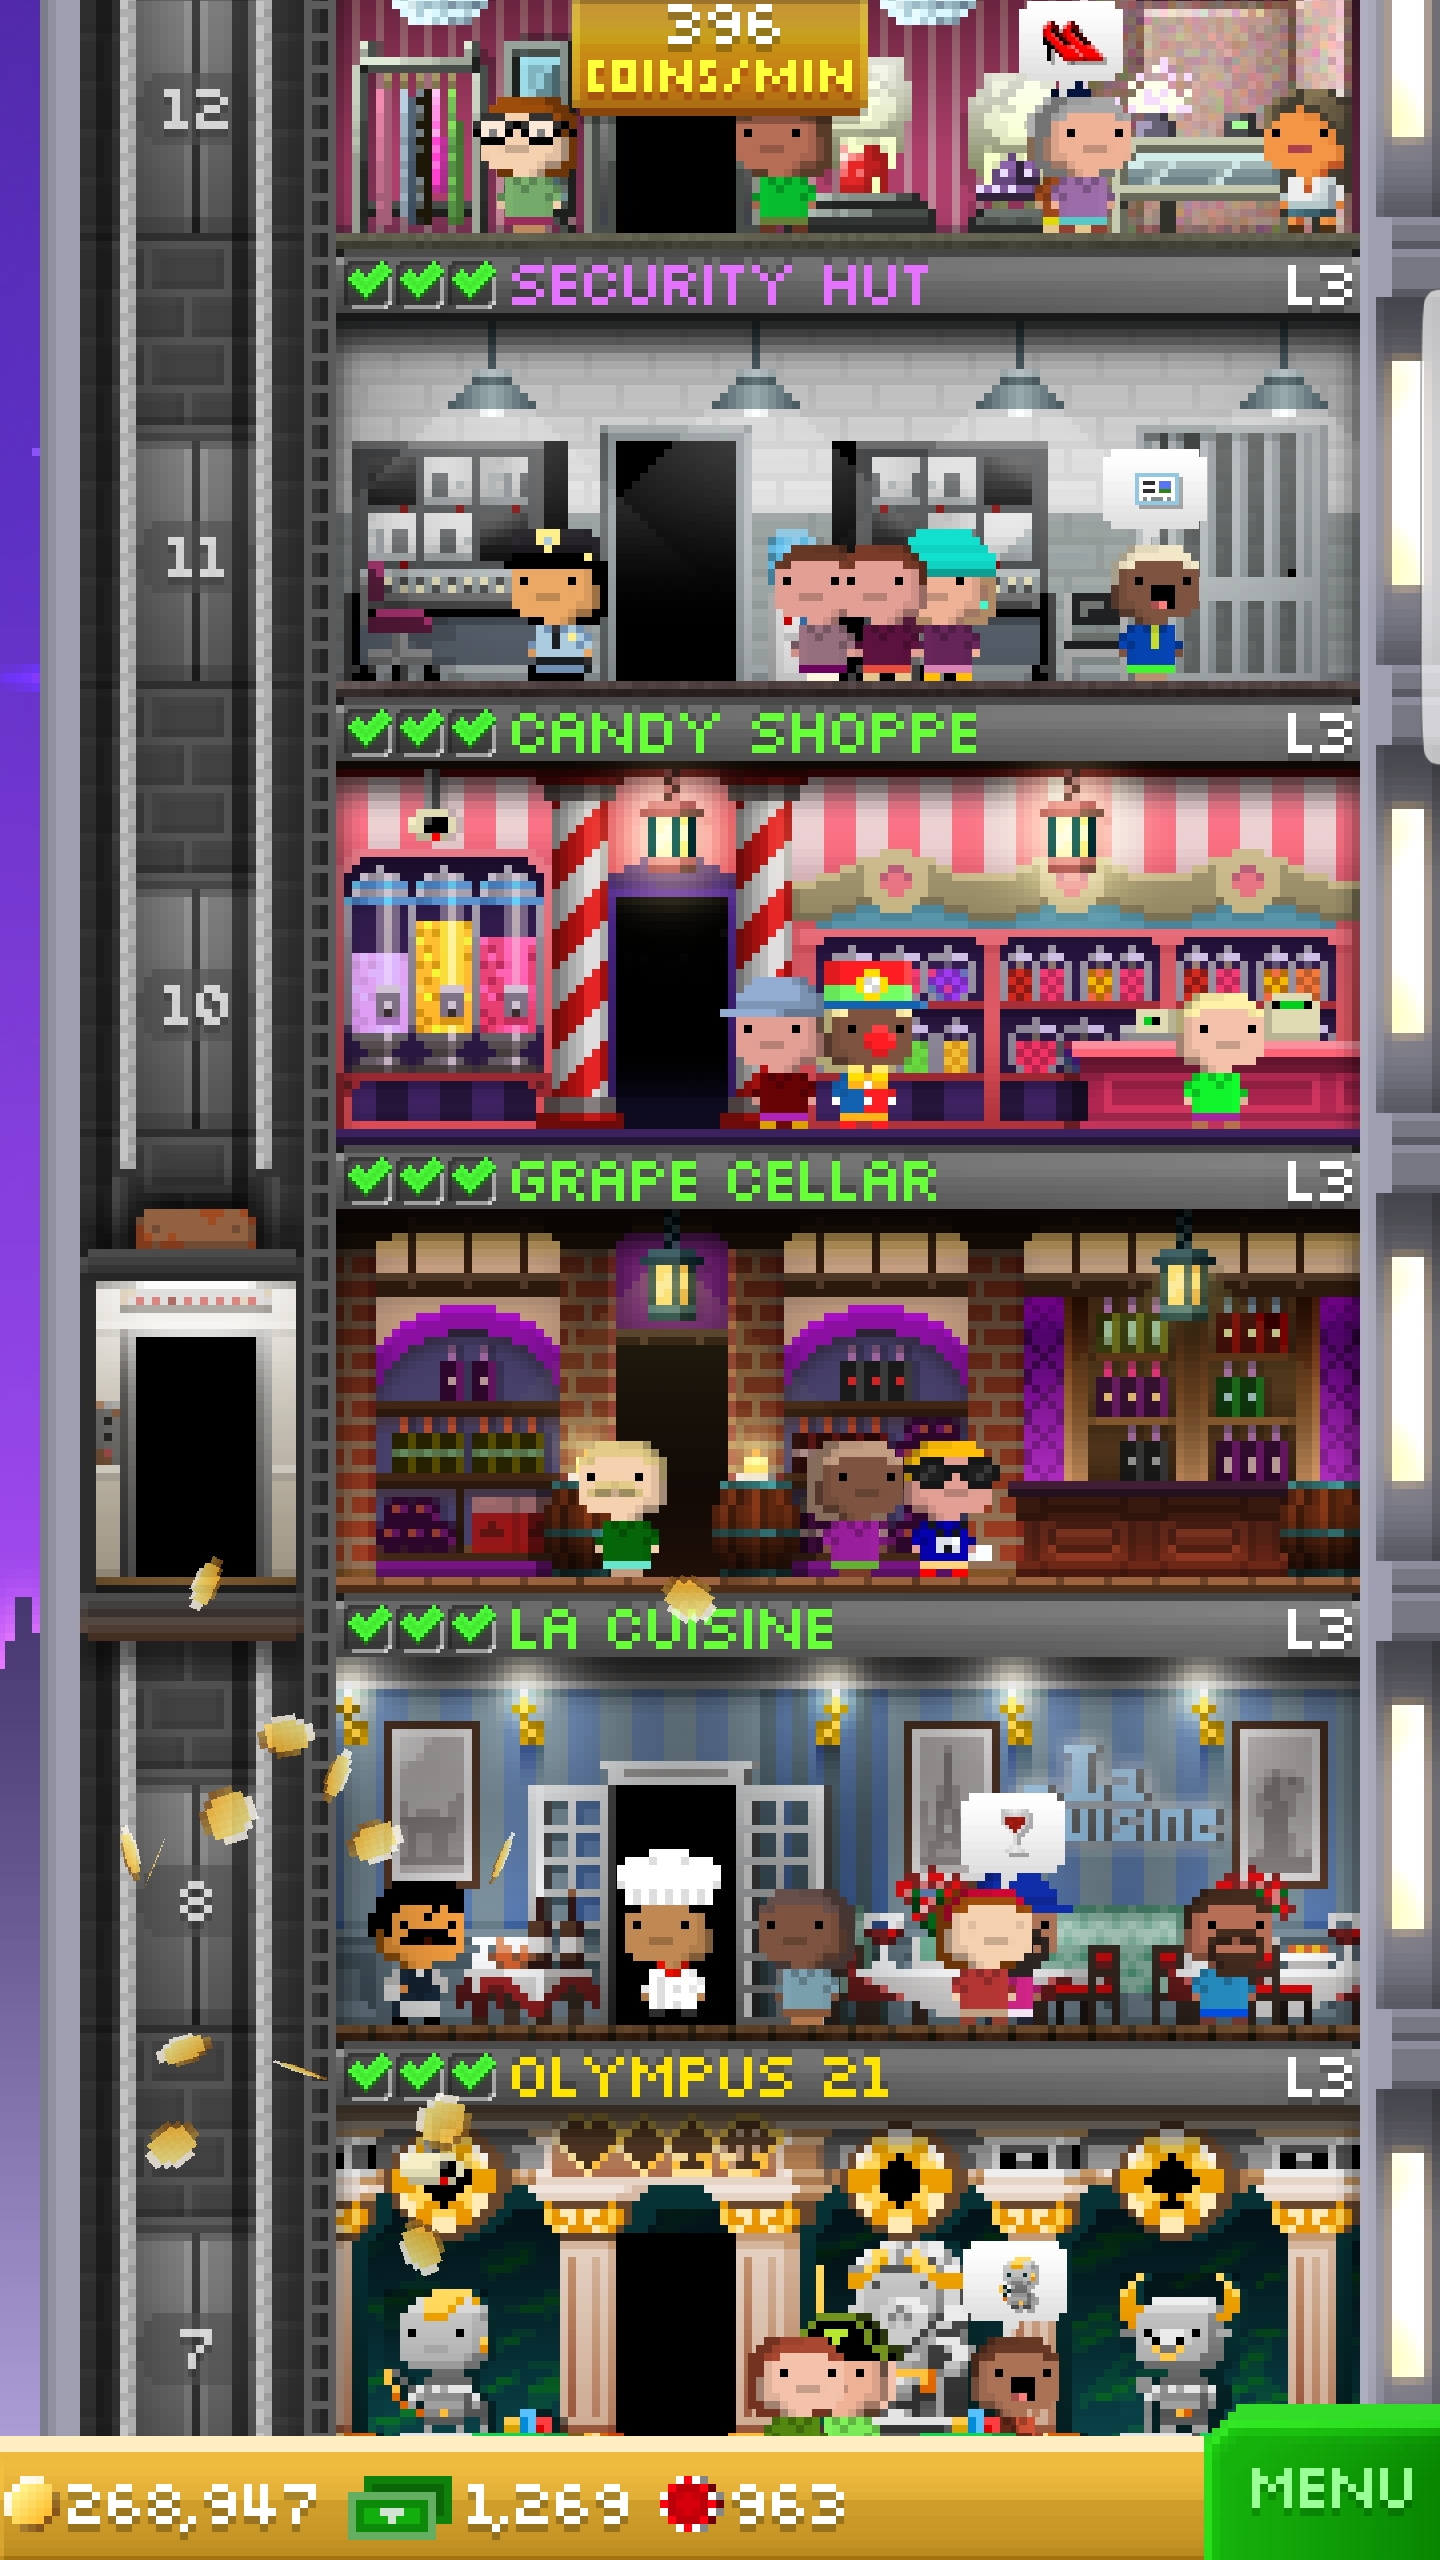 396
COINS/MIN
12
SECURITY HUT L3
11
CANDY SHOPPE L3
10
GRAPE CELLAR L3
LA CUISINE L3
La
Cuisine
8
OLYMPUS 21 L3
7
268,947 1,269 963
MENU